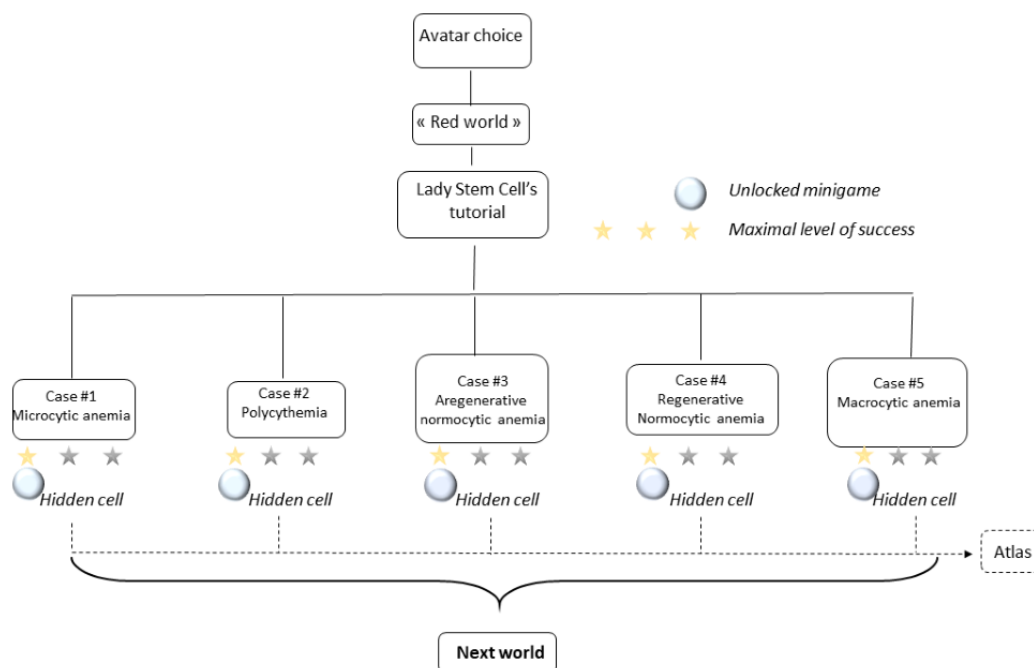 Avatar choice
« Red world »
Lady Stem Cell’s
tutorial
Unlocked minigame
Maximal level of success
Case #1
Microcytic anemia
Case #2
Polycythemia
Case #3
Aregenerative
normocytic anemia
Case #4
Regenerative
Normocytic anemia
Case #5
Macrocytic anemia
Hidden cell
Hidden cell
Hidden cell
Hidden cell
Hidden cell
Atlas
Next world